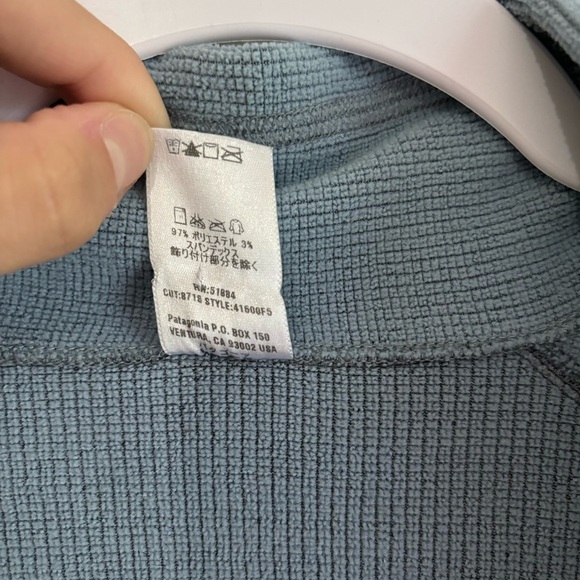 97% ポリエステル 3%
スパンデックス
飾り付け部分を除く
RN:51884
CUT:8718 STYLE:41600F5
Patagonia P.O. BOX 150
VENTURA, CA 93002 USA